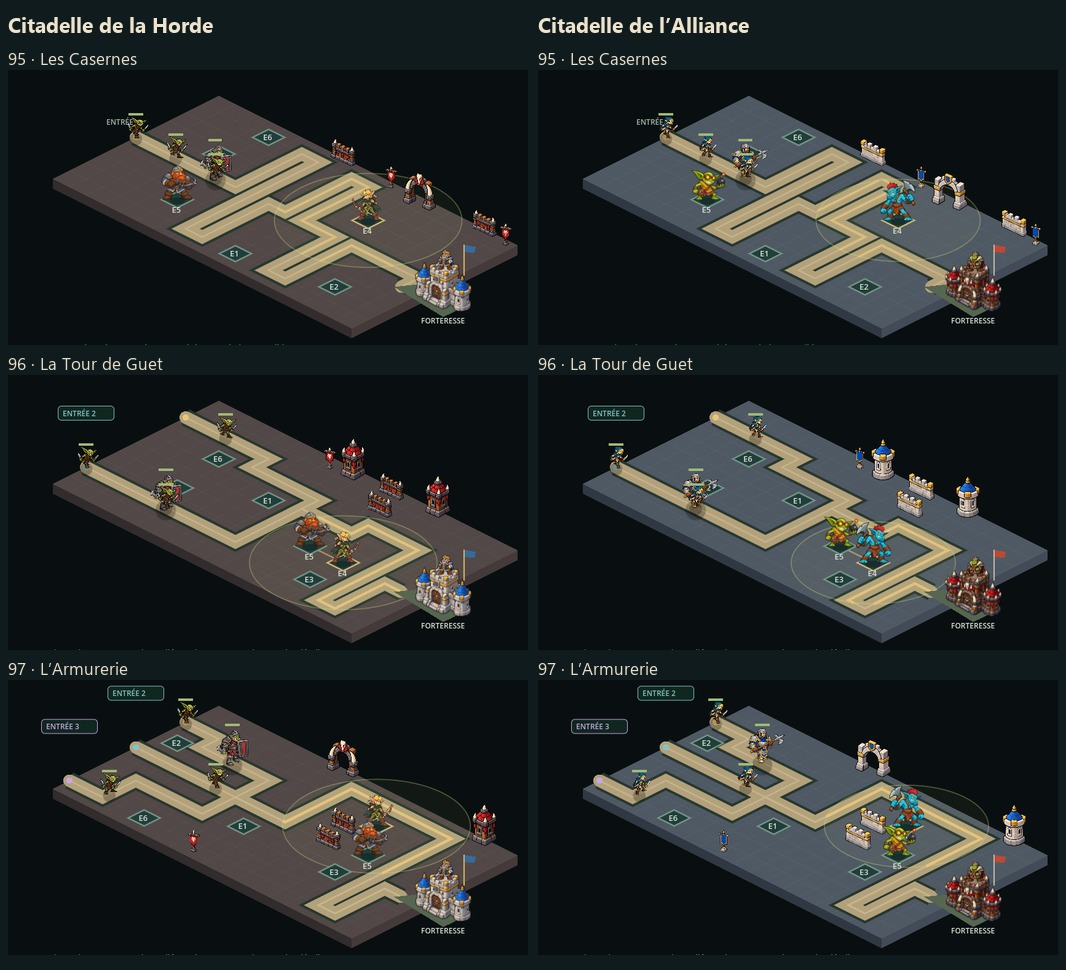 Citadelle de la Horde
Citadelle de l’Alliance
95 · Les Casernes
95 · Les Casernes
ENTRÉE
E6
E5
E4
E1
E2
FORTERESSE
ENTRÉE
E6
E5
E4
E1
E2
FORTERESSE
96 · La Tour de Guet
96 · La Tour de Guet
ENTRÉE 2
E6
E1
E5
E4
E3
FORTERESSE
ENTRÉE 2
E6
E1
E5
E4
E3
FORTERESSE
97 · L’Armurerie
97 · L’Armurerie
ENTRÉE 2
ENTRÉE 3
E2
E6
E1
E5
E3
FORTERESSE
ENTRÉE 2
ENTRÉE 3
E2
E6
E1
E5
E3
FORTERESSE